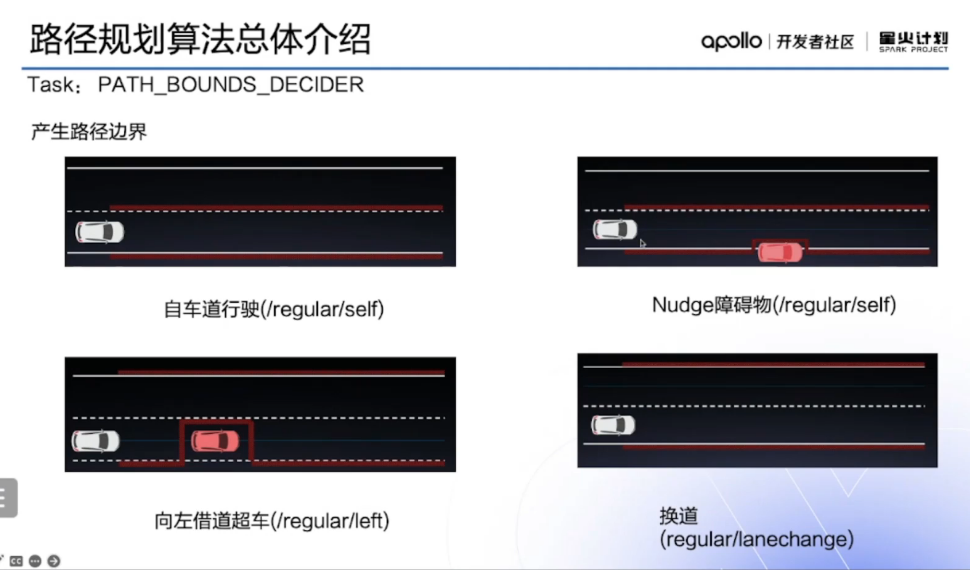 路径规划算法总体介绍
apollo | 开发者社区 | 星火计划
SPARK PROJECT
Task： PATH_BOUNDS_DECIDER
产生路径边界
自车道行驶(/regular/self)
Nudge障碍物(/regular/self)
向左借道超车(/regular/left)
换道
(regular/lanechange)
CC